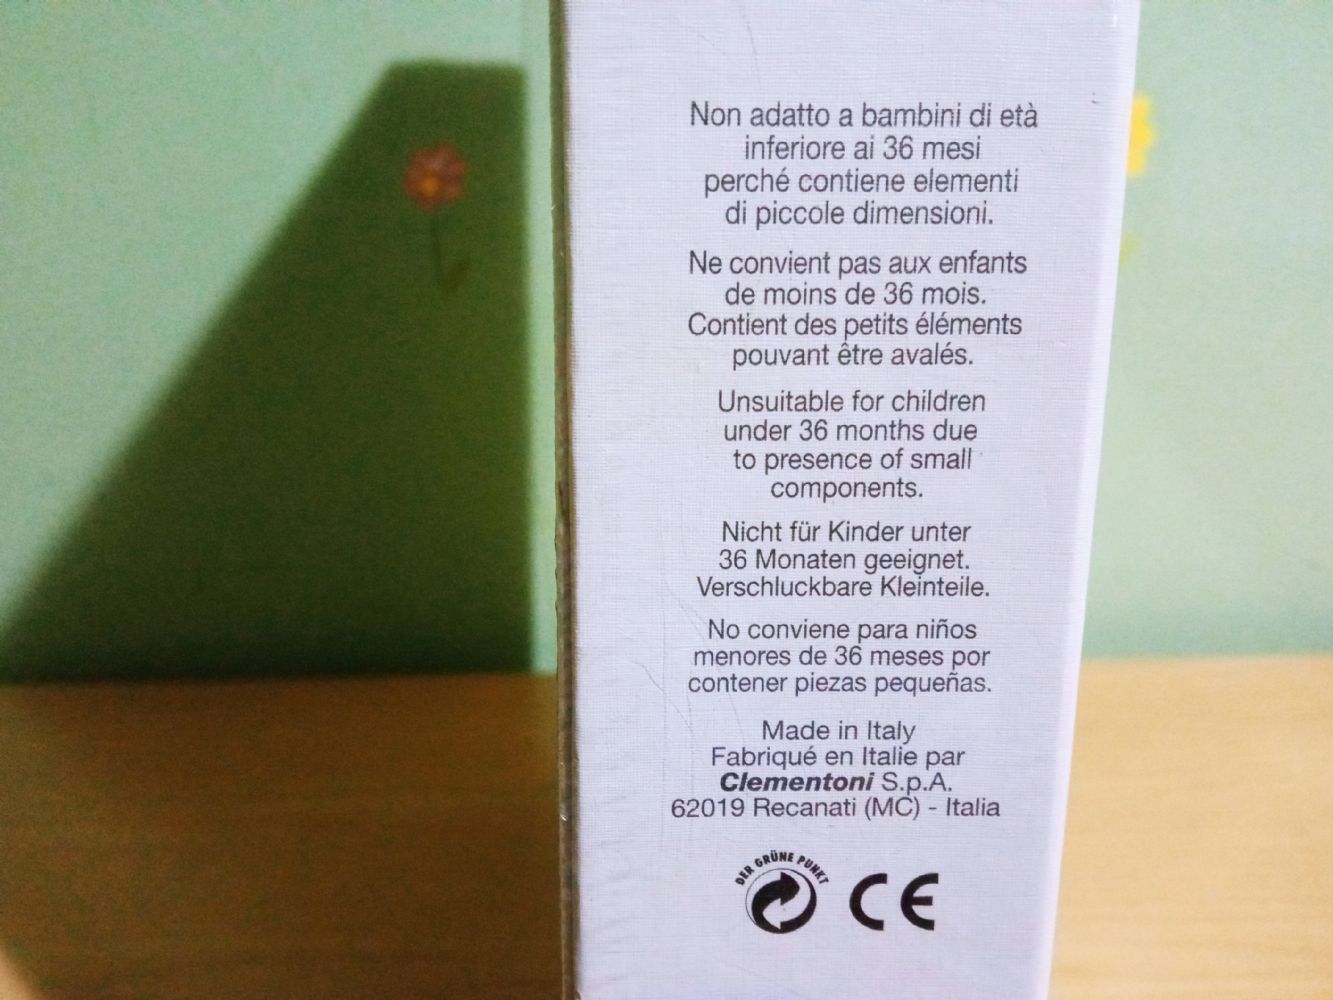 Non adatto a bambini di età
inferiore ai 36 mesi
perché contiene elementi
di piccole dimensioni.
Ne convient pas aux enfants
de moins de 36 mois.
Contient des petits éléments
pouvant être avalés.
Unsuitable for children
under 36 months due
to presence of small
components.
Nicht für Kinder unter
36 Monaten geeignet.
Verschluckbare Kleinteile.
No conviene para niños
menores de 36 meses por
contener piezas pequeñas.
Made in Italy
Fabriqué en Italie par
Clementoni S.p.A.
62019 Recanati (MC) - Italia
DER GRÜNE PUNKT
CE